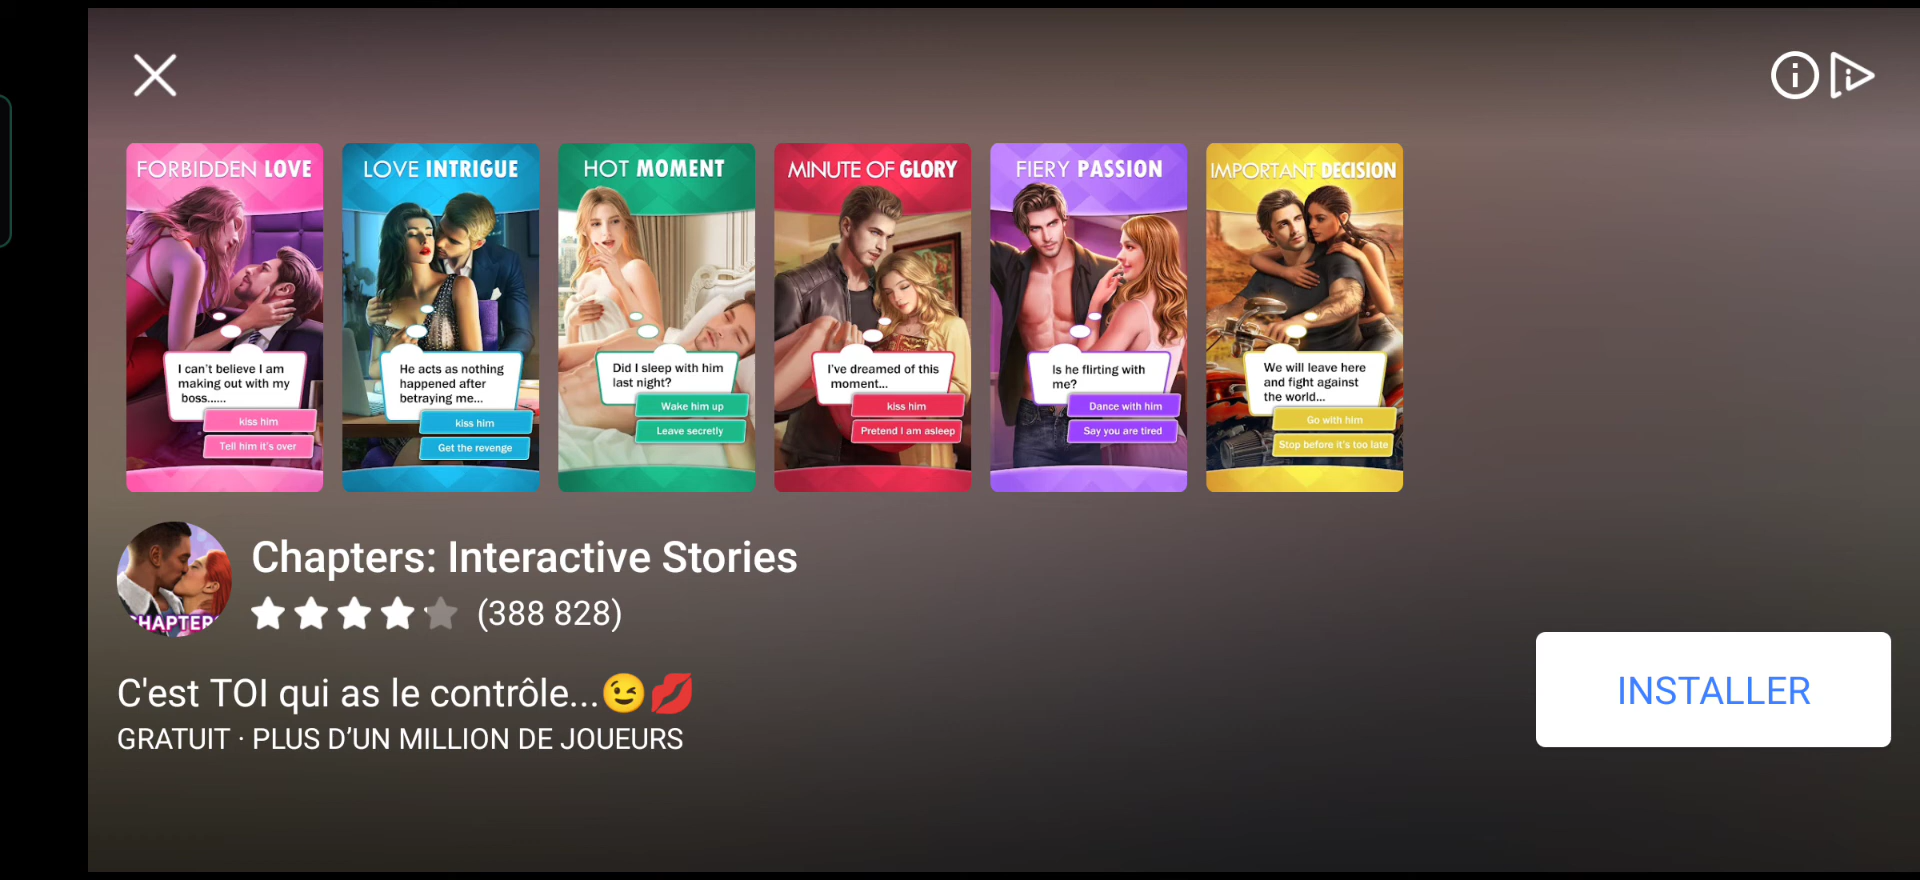 FORBIDDEN LOVE
I can't believe I am
making out with my
boss......
kiss him
Tell him it's over
LOVE INTRIGUE
He acts as nothing
happened after
betraying me...
kiss him
Get the revenge
HOT MOMENT
Did I sleep with him
last night?
Wake him up
Leave secretly
MINUTE OF GLORY
I've dreamed of this
moment...
kiss him
Pretend I am asleep
FIERY PASSION
Is he flirting with
me?
Dance with him
Say you are tired
IMPORTANT DECISION
We will leave here
and fight against
the world...
Go with him
Stop before it's too late
CHAPTERS
Chapters: Interactive Stories
(388 828)
C'est TOI qui as le contrôle...😉💋
GRATUIT · PLUS D'UN MILLION DE JOUEURS
INSTALLER